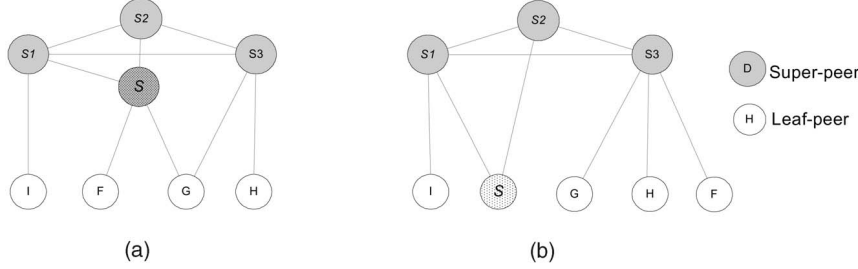 S2
S1
S3
S
I
F
G
H
(a)
S2
S1
S3
I
S
G
H
F
(b)
D Super-peer
H Leaf-peer